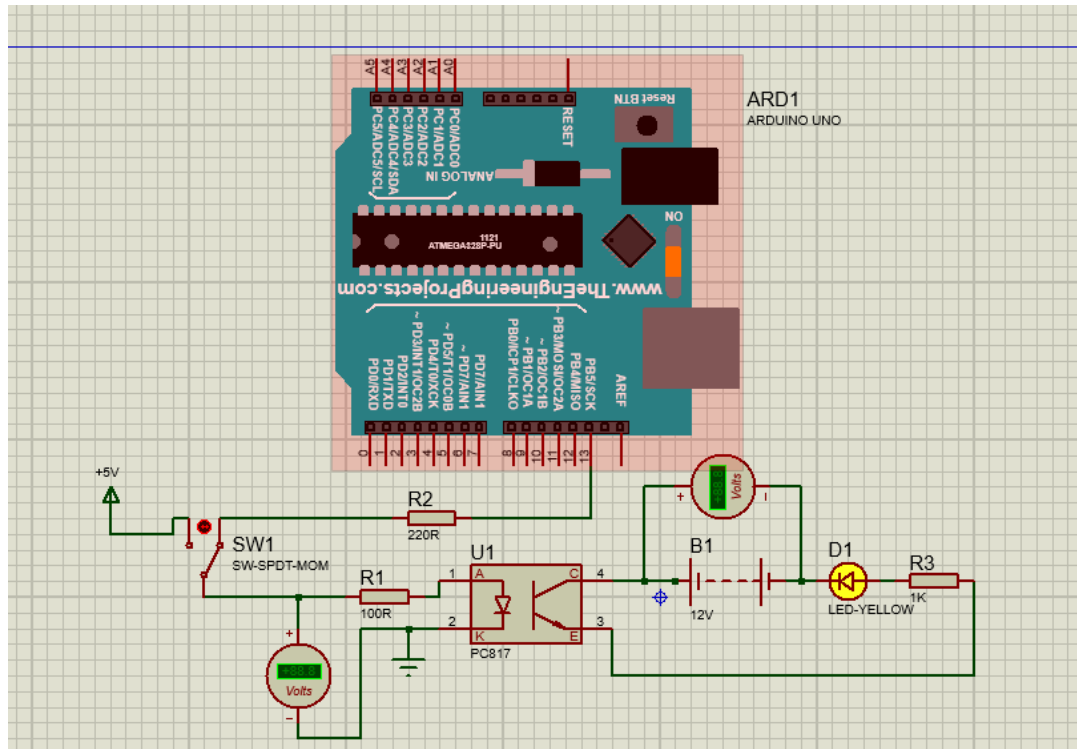 A5
A4
A3
A2
A1
A0
PC5/ADC5/SCL
PC4/ADC4/SDA
PC3/ADC3
PC2/ADC2
PC1/ADC1
PC0/ADC0
RESET
Reset BTN
ARD1
ARDUINO UNO
ANALOG IN
ON
1121
ATMEGA328P-PU
www.TheEngineeringProjects.com
PD0/RXD
PD1/TXD
PD2/INT0
~ PD3/INT1/OC2B
PD4/T0/XCK
~ PD5/T1/OC0B
~ PD7/AIN1
PD7/AIN1
PB0/ICP1/CLKO
~ PB1/OC1A
~ PB2/OC1B
~ PB3/MOSI/OC2A
PB4/MISO
PB5/SCK
AREF
0
1
2
3
4
5
6
7
8
9
10
11
12
13
+5V
SW1
SW-SPDT-MOM
R2
220R
R1
100R
U1
1
A
C
4
2
K
E
3
PC817
+
Volts
-
B1
12V
D1
LED-YELLOW
R3
1K
+
+88.8
Volts
-